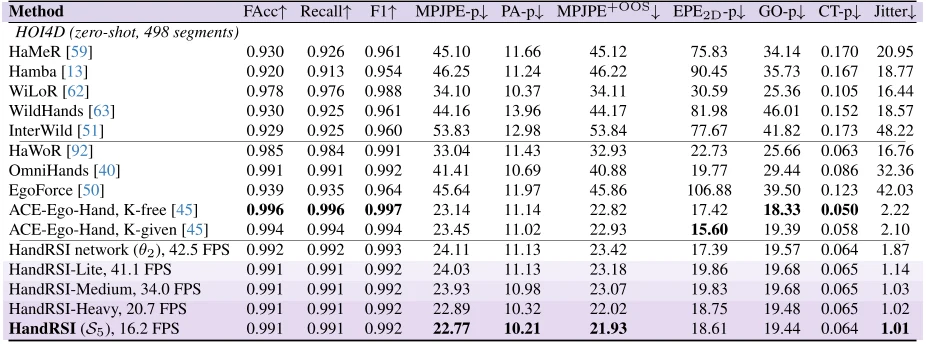 Method FAcc↑ Recall↑ F1↑ MPJPE-p↓ PA-p↓ MPJPE+OOS↓ EPE2D-p↓ GO-p↓ CT-p↓ Jitter↓
HOI4D (zero-shot, 498 segments)
HaMeR [59] 0.930 0.926 0.961 45.10 11.66 45.12 75.83 34.14 0.170 20.95
Hamba [13] 0.920 0.913 0.954 46.25 11.24 46.22 90.45 35.73 0.167 18.77
WiLoR [62] 0.978 0.976 0.988 34.10 10.37 34.11 30.59 25.36 0.105 16.44
WildHands [63] 0.930 0.925 0.961 44.16 13.96 44.17 81.98 46.01 0.152 18.57
InterWild [51] 0.929 0.925 0.960 53.83 12.98 53.84 77.67 41.82 0.173 48.22
HaWoR [92] 0.985 0.984 0.991 33.04 11.43 32.93 22.73 25.66 0.063 16.76
OmniHands [40] 0.991 0.991 0.992 41.41 10.69 40.88 19.77 29.44 0.086 32.36
EgoForce [50] 0.939 0.935 0.964 45.64 11.97 45.86 106.88 39.50 0.123 42.03
ACE-Ego-Hand, K-free [45] 0.996 0.996 0.997 23.14 11.14 22.82 17.42 18.33 0.050 2.22
ACE-Ego-Hand, K-given [45] 0.994 0.994 0.994 23.45 11.02 22.93 15.60 19.39 0.058 2.10
HandRSI network (θ2), 42.5 FPS 0.992 0.992 0.993 24.11 11.13 23.42 17.39 19.57 0.064 1.87
HandRSI-Lite, 41.1 FPS 0.991 0.991 0.992 24.03 11.13 23.18 19.86 19.68 0.065 1.14
HandRSI-Medium, 34.0 FPS 0.991 0.991 0.992 23.93 10.98 23.07 19.83 19.68 0.065 1.03
HandRSI-Heavy, 20.7 FPS 0.991 0.991 0.992 22.89 10.32 22.02 18.75 19.48 0.065 1.02
HandRSI (S5), 16.2 FPS 0.991 0.991 0.992 22.77 10.21 21.93 18.61 19.44 0.064 1.01